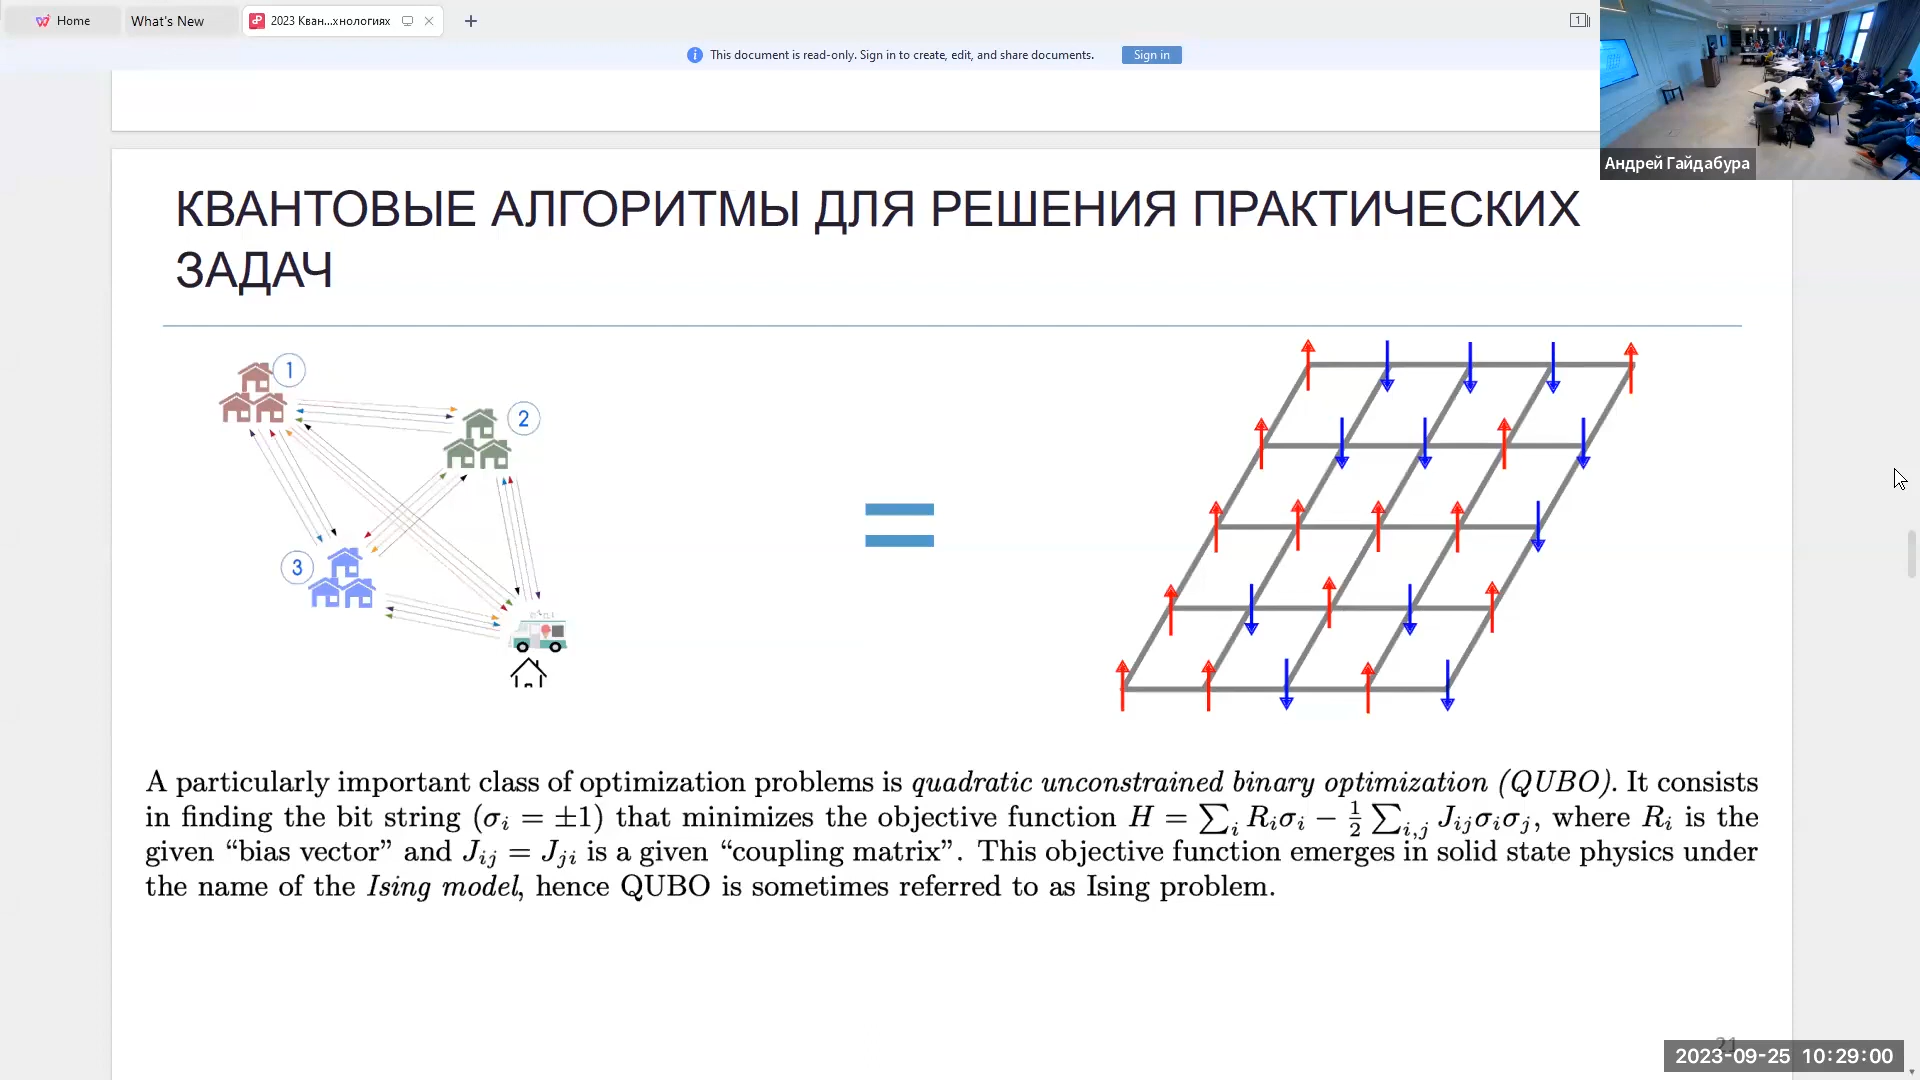 Home
What's New
2023 Кван...хнологиях
1
This document is read-only. Sign in to create, edit, and share documents.
Sign in
Андрей Гайдабура
КВАНТОВЫЕ АЛГОРИТМЫ ДЛЯ РЕШЕНИЯ ПРАКТИЧЕСКИХ
ЗАДАЧ
1
2
3
A particularly important class of optimization problems is quadratic unconstrained binary optimization (QUBO). It consists
in finding the bit string (σ_i = ±1) that minimizes the objective function H = ∑_i R_iσ_i − 1/2 ∑_{i,j} J_{ij}σ_iσ_j, where R_i is the
given “bias vector” and J_{ij} = J_{ji} is a given “coupling matrix”. This objective function emerges in solid state physics under
the name of the Ising model, hence QUBO is sometimes referred to as Ising problem.
21
2023-09-25 10:29:00